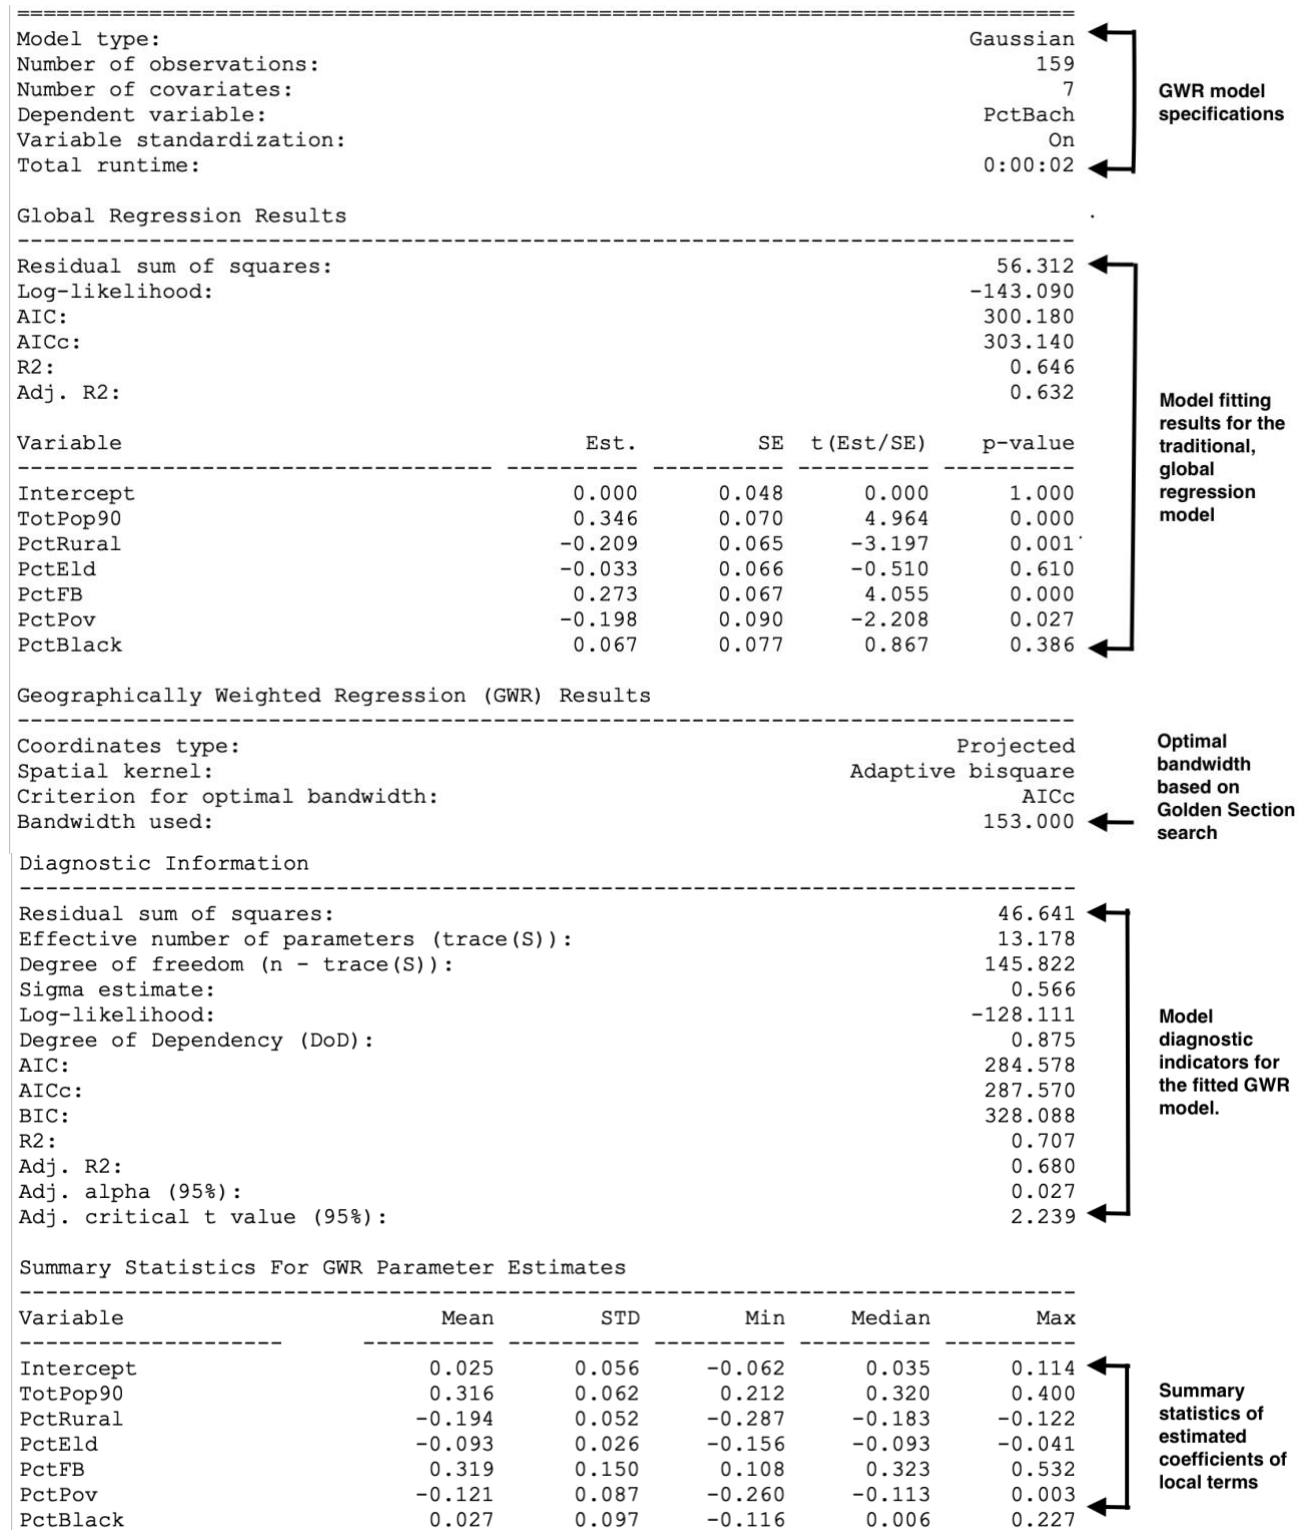 ================================================================================
Model type: Gaussian
Number of observations: 159
Number of covariates: 7
Dependent variable: PctBach
Variable standardization: On
Total runtime: 0:00:02
GWR model
specifications
Global Regression Results
--------------------------------------------------------------------------------
Residual sum of squares: 56.312
Log-likelihood: -143.090
AIC: 300.180
AICc: 303.140
R2: 0.646
Adj. R2: 0.632
Variable Est. SE t(Est/SE) p-value
------------------------------------ ---------- ---------- ---------- ----------
Intercept 0.000 0.048 0.000 1.000
TotPop90 0.346 0.070 4.964 0.000
PctRural -0.209 0.065 -3.197 0.001
PctEld -0.033 0.066 -0.510 0.610
PctFB 0.273 0.067 4.055 0.000
PctPov -0.198 0.090 -2.208 0.027
PctBlack 0.067 0.077 0.867 0.386
Model fitting
results for the
traditional,
global
regression
model
Geographically Weighted Regression (GWR) Results
--------------------------------------------------------------------------------
Coordinates type: Projected
Spatial kernel: Adaptive bisquare
Criterion for optimal bandwidth: AICc
Bandwidth used: 153.000
Optimal
bandwidth
based on
Golden Section
search
Diagnostic Information
--------------------------------------------------------------------------------
Residual sum of squares: 46.641
Effective number of parameters (trace(S)): 13.178
Degree of freedom (n - trace(S)): 145.822
Sigma estimate: 0.566
Log-likelihood: -128.111
Degree of Dependency (DoD): 0.875
AIC: 284.578
AICc: 287.570
BIC: 328.088
R2: 0.707
Adj. R2: 0.680
Adj. alpha (95%): 0.027
Adj. critical t value (95%): 2.239
Model
diagnostic
indicators for
the fitted GWR
model.
Summary Statistics For GWR Parameter Estimates
--------------------------------------------------------------------------------
Variable Mean STD Min Median Max
-------------------- ---------- ---------- ---------- ---------- ----------
Intercept 0.025 0.056 -0.062 0.035 0.114
TotPop90 0.316 0.062 0.212 0.320 0.400
PctRural -0.194 0.052 -0.287 -0.183 -0.122
PctEld -0.093 0.026 -0.156 -0.093 -0.041
PctFB 0.319 0.150 0.108 0.323 0.532
PctPov -0.121 0.087 -0.260 -0.113 0.003
PctBlack 0.027 0.097 -0.116 0.006 0.227
Summary
statistics of
estimated
coefficients of
local terms